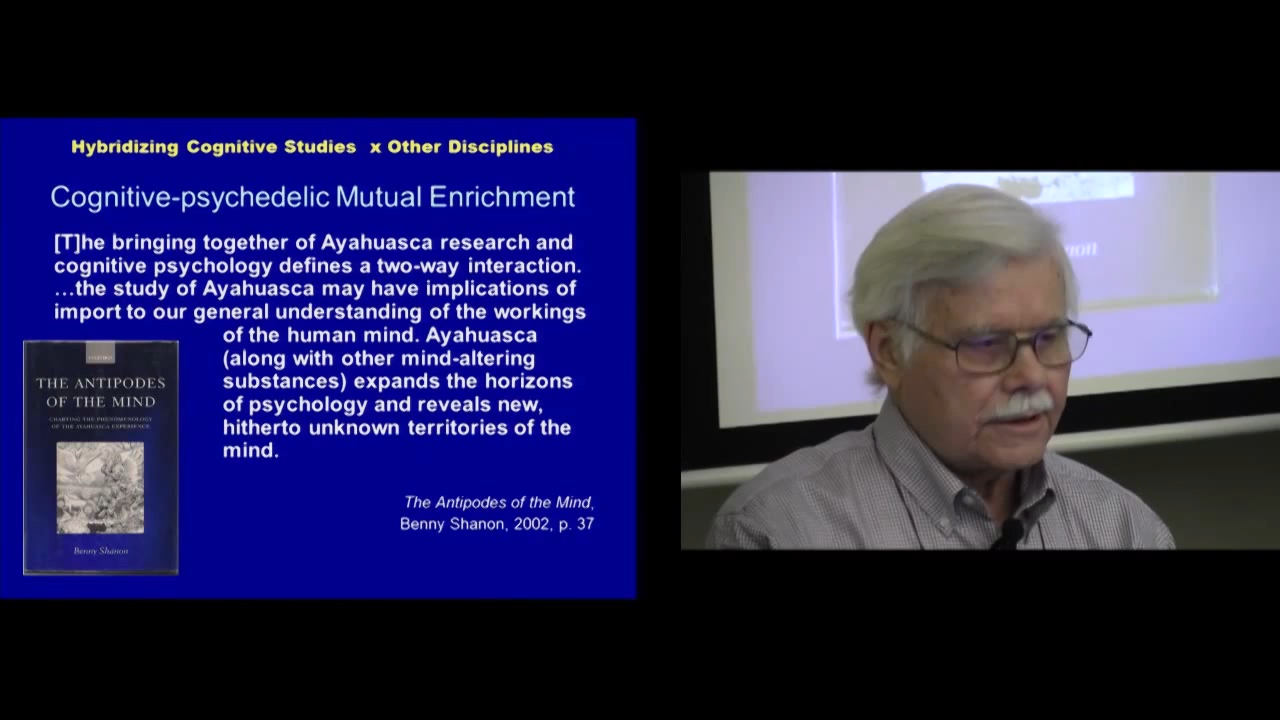 Hybridizing Cognitive Studies x Other Disciplines
Cognitive-psychedelic Mutual Enrichment
[T]he bringing together of Ayahuasca research and
cognitive psychology defines a two-way interaction.
…the study of Ayahuasca may have implications of
import to our general understanding of the workings
of the human mind. Ayahuasca
(along with other mind-altering
substances) expands the horizons
of psychology and reveals new,
hitherto unknown territories of the
mind.
The Antipodes of the Mind,
Benny Shanon, 2002, p. 37
OXFORD
THE ANTIPODES
OF THE MIND
CHARTING THE PHENOMENOLOGY
OF THE AYAHUASCA EXPERIENCE
Benny Shanon